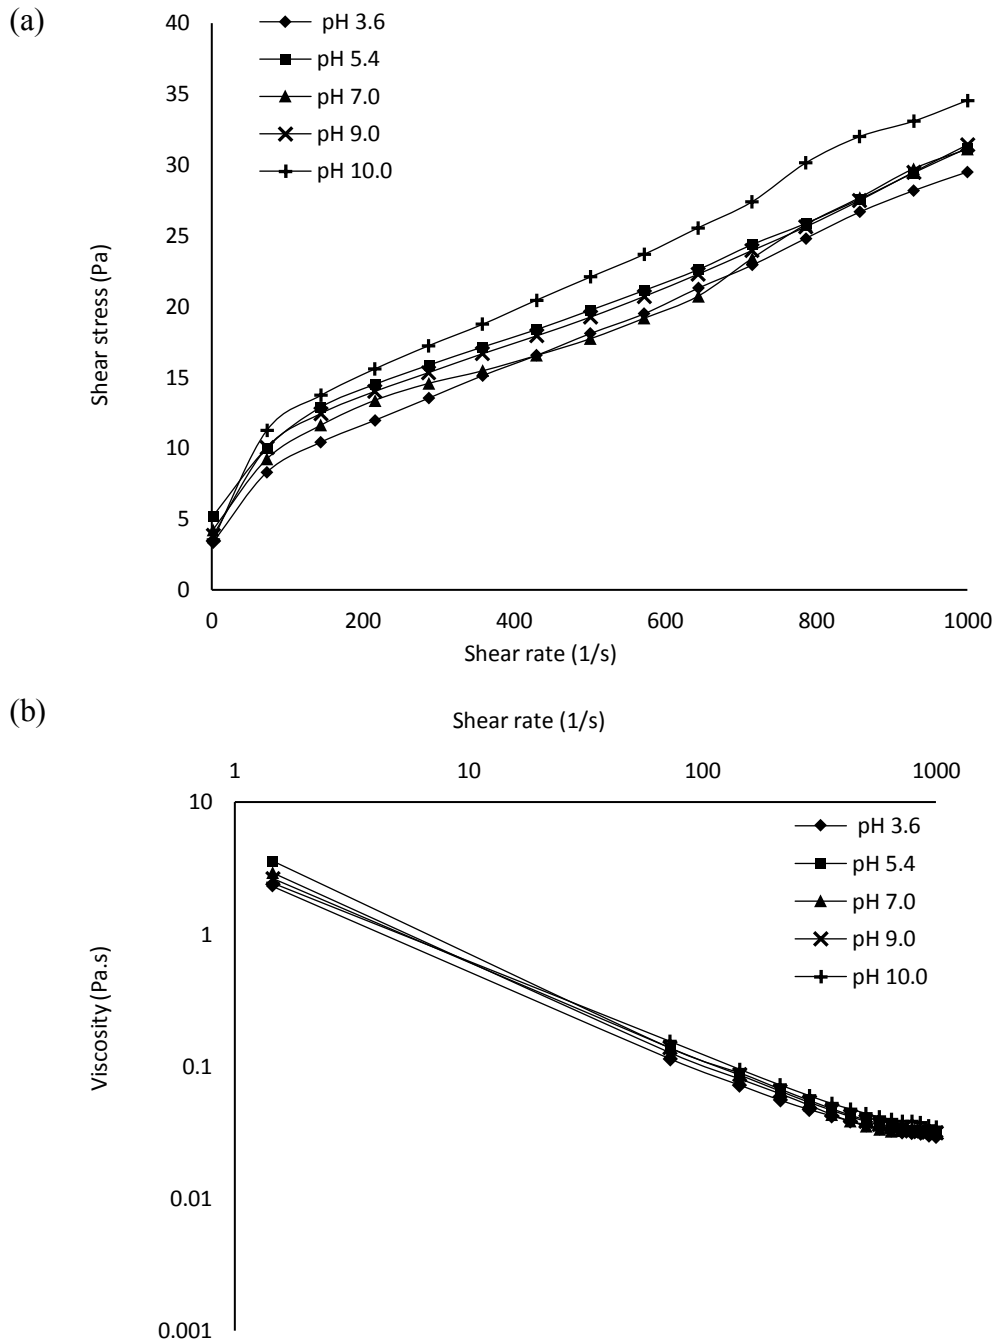 (a)
40
35
30
25
20
15
10
5
0
Shear stress (Pa)
pH 3.6
pH 5.4
pH 7.0
pH 9.0
pH 10.0
0 200 400 600 800 1000
Shear rate (1/s)
(b)
Shear rate (1/s)
1 10 100 1000
10
1
0.1
0.01
0.001
Viscosity (Pa.s)
pH 3.6
pH 5.4
pH 7.0
pH 9.0
pH 10.0